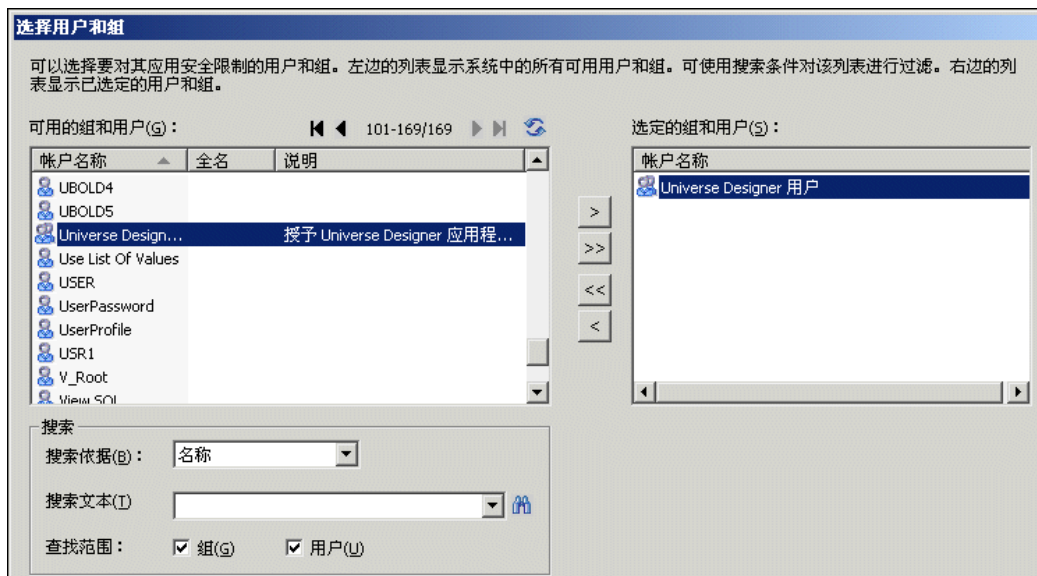 选择用户和组
可以选择要对其应用安全限制的用户和组。左边的列表显示系统中的所有可用用户和组。可使用搜索条件对该列表进行过滤。右边的列
表显示已选定的用户和组。
可用的组和用户(G)： 101-169/169 选定的组和用户(S)：
帐户名称 全名 说明 帐户名称
UBOLD4 Universe Designer 用户
UBOLD5
Universe Design... 授予 Universe Designer 应用程...
Use List Of Values
USER
UserPassword
UserProfile
USR1
V_Root
View SQL
>
>>
<<
<
搜索
搜索依据(B)： 名称
搜索文本(T)
查找范围： 组(G) 用户(U)